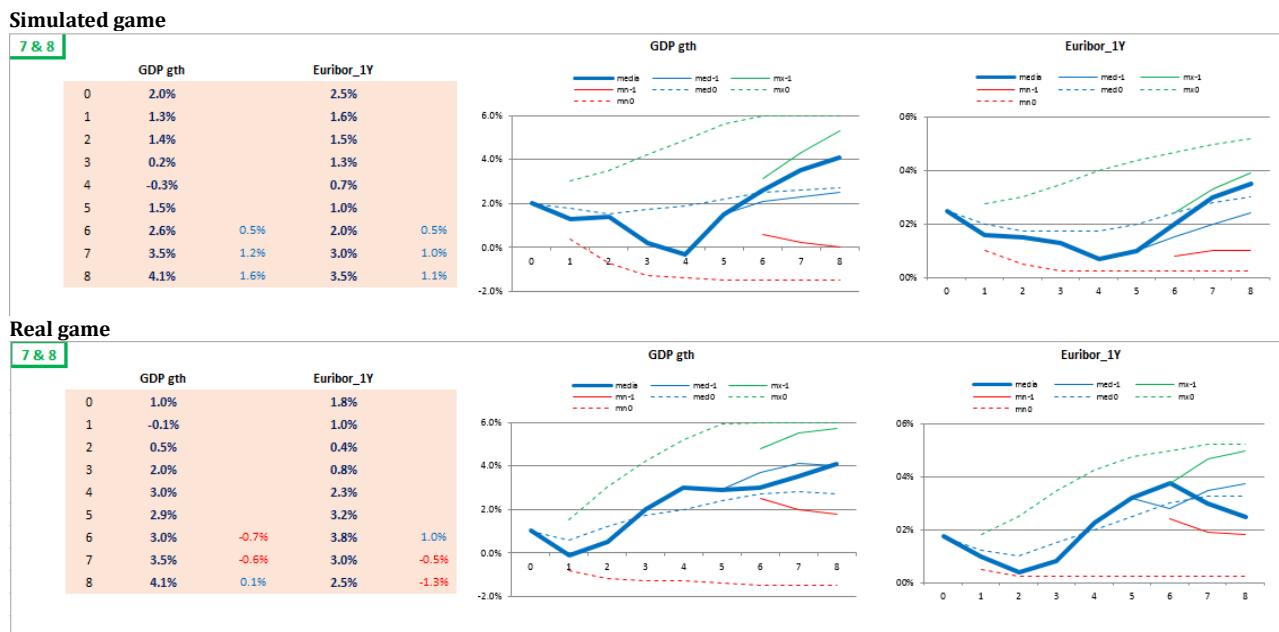 Simulated game
7 & 8
GDP gth Euribor_1Y
0 2.0% 2.5%
1 1.3% 1.6%
2 1.4% 1.5%
3 0.2% 1.3%
4 -0.3% 0.7%
5 1.5% 1.0%
6 2.6% 0.5% 2.0% 0.5%
7 3.5% 1.2% 3.0% 1.0%
8 4.1% 1.6% 3.5% 1.1%
GDP gth
media med-1 mx-1
mn-1 med0 mx0
mn0
6.0%
4.0%
2.0%
0.0%
-2.0%
0 1 2 3 4 5 6 7 8
Euribor_1Y
media med-1 mx-1
mn-1 med0 mx0
mn0
06%
04%
02%
00%
0 1 2 3 4 5 6 7 8
Real game
7 & 8
GDP gth Euribor_1Y
0 1.0% 1.8%
1 -0.1% 1.0%
2 0.5% 0.4%
3 2.0% 0.8%
4 3.0% 2.3%
5 2.9% 3.2%
6 3.0% -0.7% 3.8% 1.0%
7 3.5% -0.6% 3.0% -0.5%
8 4.1% 0.1% 2.5% -1.3%
GDP gth
media med-1 mx-1
mn-1 med0 mx0
mn0
6.0%
4.0%
2.0%
0.0%
-2.0%
0 1 2 3 4 5 6 7 8
Euribor_1Y
media med-1 mx-1
mn-1 med0 mx0
mn0
06%
04%
02%
00%
0 1 2 3 4 5 6 7 8